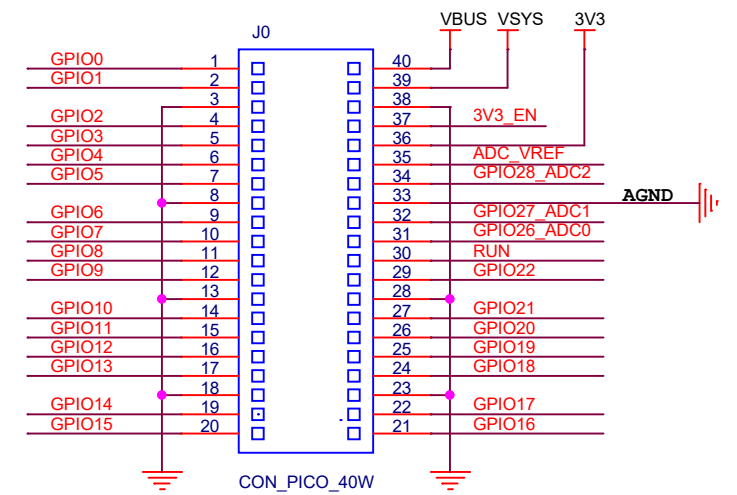 VBUS VSYS 3V3
J0
GPIO0 1 40
GPIO1 2 39
3 38
GPIO2 4 37 3V3_EN
GPIO3 5 36
GPIO4 6 35 ADC_VREF
GPIO5 7 34 GPIO28_ADC2
8 33 AGND
GPIO6 9 32 GPIO27_ADC1
GPIO7 10 31 GPIO26_ADC0
GPIO8 11 30 RUN
GPIO9 12 29 GPIO22
13 28
GPIO10 14 27 GPIO21
GPIO11 15 26 GPIO20
GPIO12 16 25 GPIO19
GPIO13 17 24 GPIO18
18 23
GPIO14 19 22 GPIO17
GPIO15 20 21 GPIO16
CON_PICO_40W